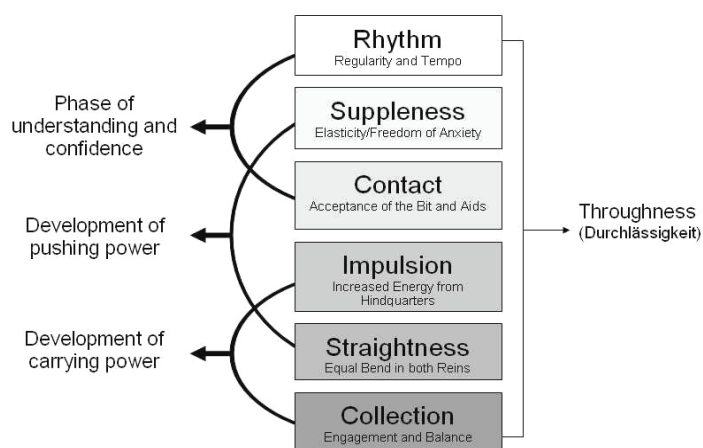 Rhythm
Regularity and Tempo
Suppleness
Elasticity/Freedom of Anxiety
Contact
Acceptance of the Bit and Aids
Impulsion
Increased Energy from
Hindquarters
Straightness
Equal Bend in both Reins
Collection
Engagement and Balance
Phase of
understanding and
confidence
Development of
pushing power
Development of
carrying power
Throughness
(Durchlässigkeit)